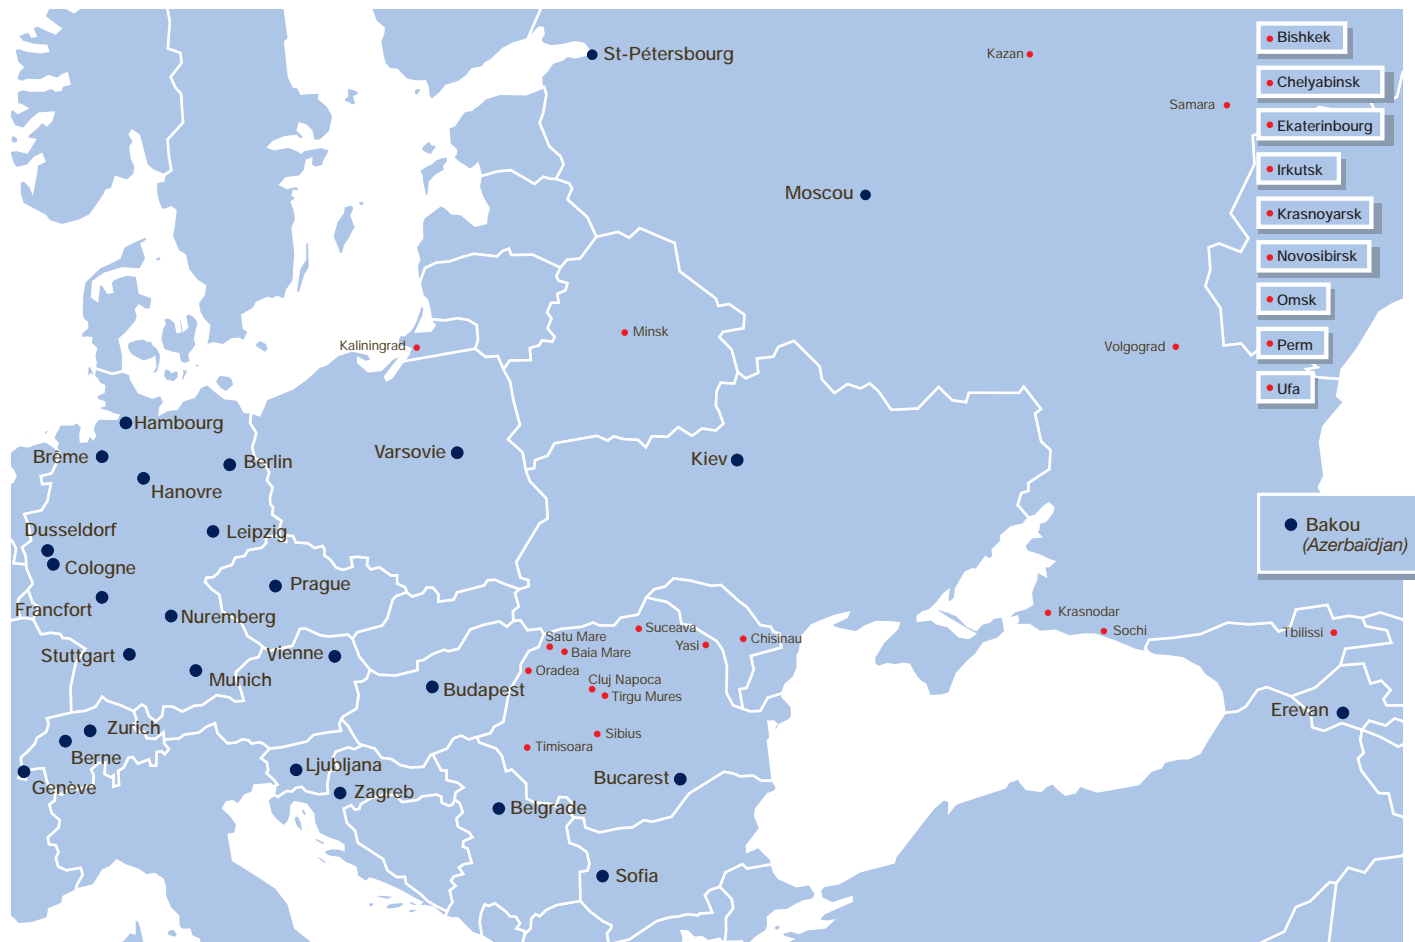 St-Pétersbourg
Kazan
Samara
Moscou
Bishkek
Chelyabinsk
Ekaterinbourg
Irkutsk
Krasnoyarsk
Novosibirsk
Omsk
Perm
Ufa
Kaliningrad
Minsk
Volgograd
Hambourg
Brême
Berlin
Hanovre
Varsovie
Kiev
Dusseldorf
Leipzig
Cologne
Prague
Francfort
Nuremberg
Stuttgart
Vienne
Munich
Budapest
Bakou
(Azerbaïdjan)
Krasnodar
Sochi
Tbilissi
Suceava
Satu Mare
Baia Mare
Yasi
Chisinau
Oradea
Cluj Napoca
Tirgu Mures
Sibius
Timisoara
Erevan
Zurich
Berne
Genève
Ljubljana
Zagreb
Bucarest
Belgrade
Sofia